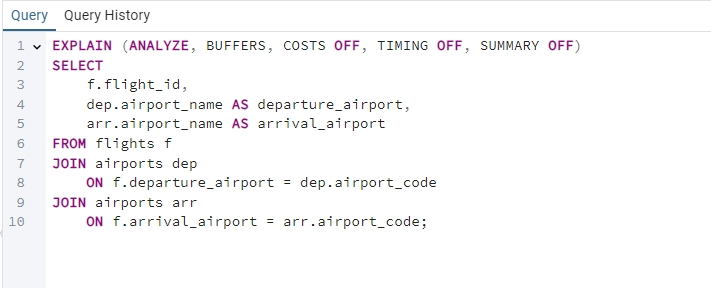 Query Query History
1 EXPLAIN (ANALYZE, BUFFERS, COSTS OFF, TIMING OFF, SUMMARY OFF)
2 SELECT
3 f.flight_id,
4 dep.airport_name AS departure_airport,
5 arr.airport_name AS arrival_airport
6 FROM flights f
7 JOIN airports dep
8 ON f.departure_airport = dep.airport_code
9 JOIN airports arr
10 ON f.arrival_airport = arr.airport_code;